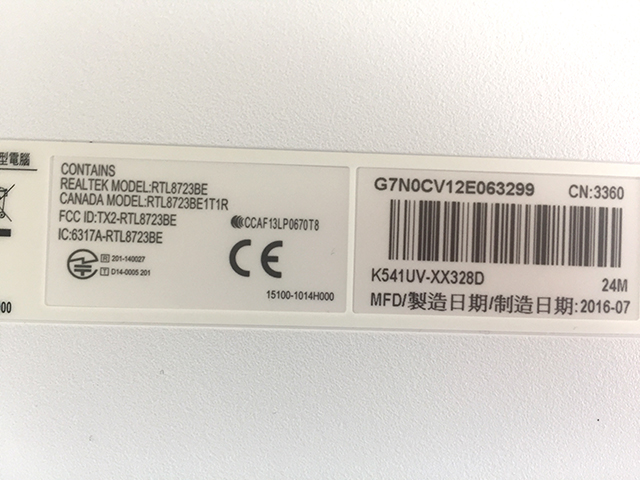 型電腦
000
CONTAINS
REALTEK MODEL:RTL8723BE
CANADA MODEL:RTL8723BE1T1R
FCC ID:TX2-RTL8723BE
IC:6317A-RTL8723BE
CCAF13LP0670T8
R 201-140027
T D14-0005 201
CE
15100-1014H000
G7N0CV12E063299 CN:3360
K541UV-XX328D 24M
MFD/製造日期/制造日期:2016-07